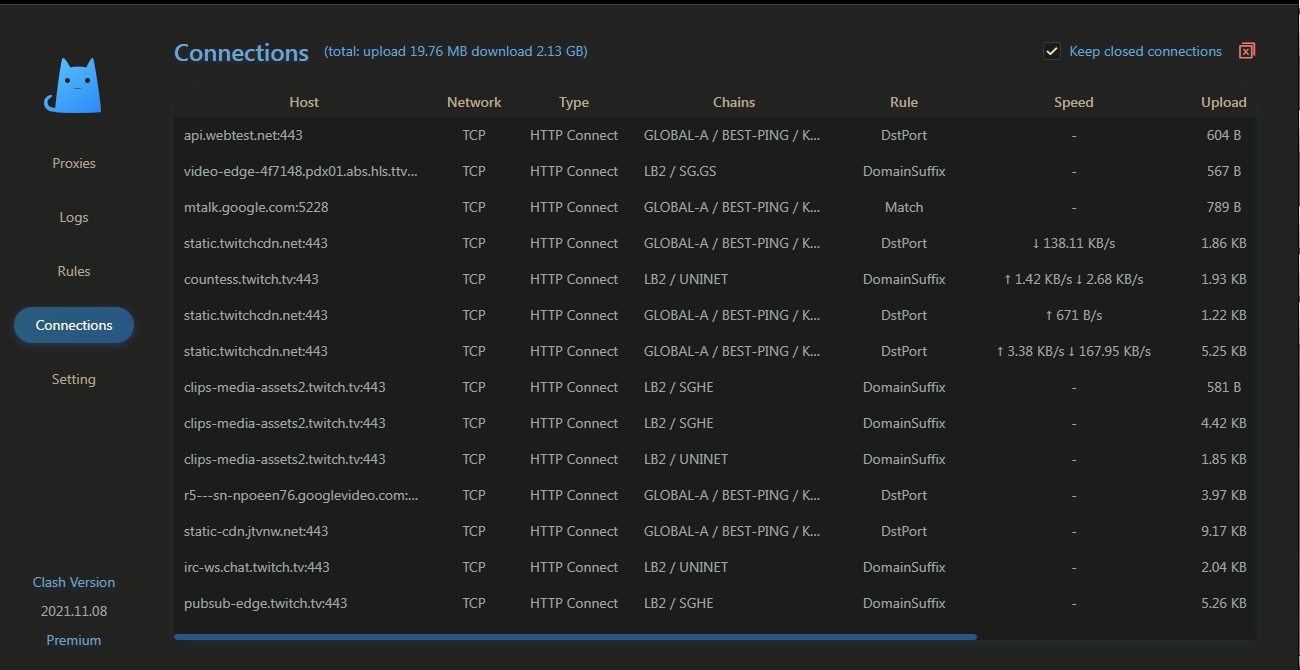 Connections (total: upload 19.76 MB download 2.13 GB) Keep closed connections
Host Network Type Chains Rule Speed Upload
api.webtest.net:443 TCP HTTP Connect GLOBAL-A / BEST-PING / K... DstPort - 604 B
video-edge-4f7148.pdx01.abs.hls.ttv... TCP HTTP Connect LB2 / SG.GS DomainSuffix - 567 B
mtalk.google.com:5228 TCP HTTP Connect GLOBAL-A / BEST-PING / K... Match - 789 B
static.twitchcdn.net:443 TCP HTTP Connect GLOBAL-A / BEST-PING / K... DstPort ↓ 138.11 KB/s 1.86 KB
countess.twitch.tv:443 TCP HTTP Connect LB2 / UNINET DomainSuffix ↑ 1.42 KB/s ↓ 2.68 KB/s 1.93 KB
static.twitchcdn.net:443 TCP HTTP Connect GLOBAL-A / BEST-PING / K... DstPort ↑ 671 B/s 1.22 KB
static.twitchcdn.net:443 TCP HTTP Connect GLOBAL-A / BEST-PING / K... DstPort ↑ 3.38 KB/s ↓ 167.95 KB/s 5.25 KB
clips-media-assets2.twitch.tv:443 TCP HTTP Connect LB2 / SGHE DomainSuffix - 581 B
clips-media-assets2.twitch.tv:443 TCP HTTP Connect LB2 / SGHE DomainSuffix - 4.42 KB
clips-media-assets2.twitch.tv:443 TCP HTTP Connect LB2 / UNINET DomainSuffix - 1.85 KB
r5---sn-npoeen76.googlevideo.com:... TCP HTTP Connect GLOBAL-A / BEST-PING / K... DstPort - 3.97 KB
static-cdn.jtvnw.net:443 TCP HTTP Connect GLOBAL-A / BEST-PING / K... DstPort - 9.17 KB
irc-ws.chat.twitch.tv:443 TCP HTTP Connect LB2 / UNINET DomainSuffix - 2.04 KB
pubsub-edge.twitch.tv:443 TCP HTTP Connect LB2 / SGHE DomainSuffix - 5.26 KB
Proxies
Logs
Rules
Connections
Setting
Clash Version
2021.11.08
Premium